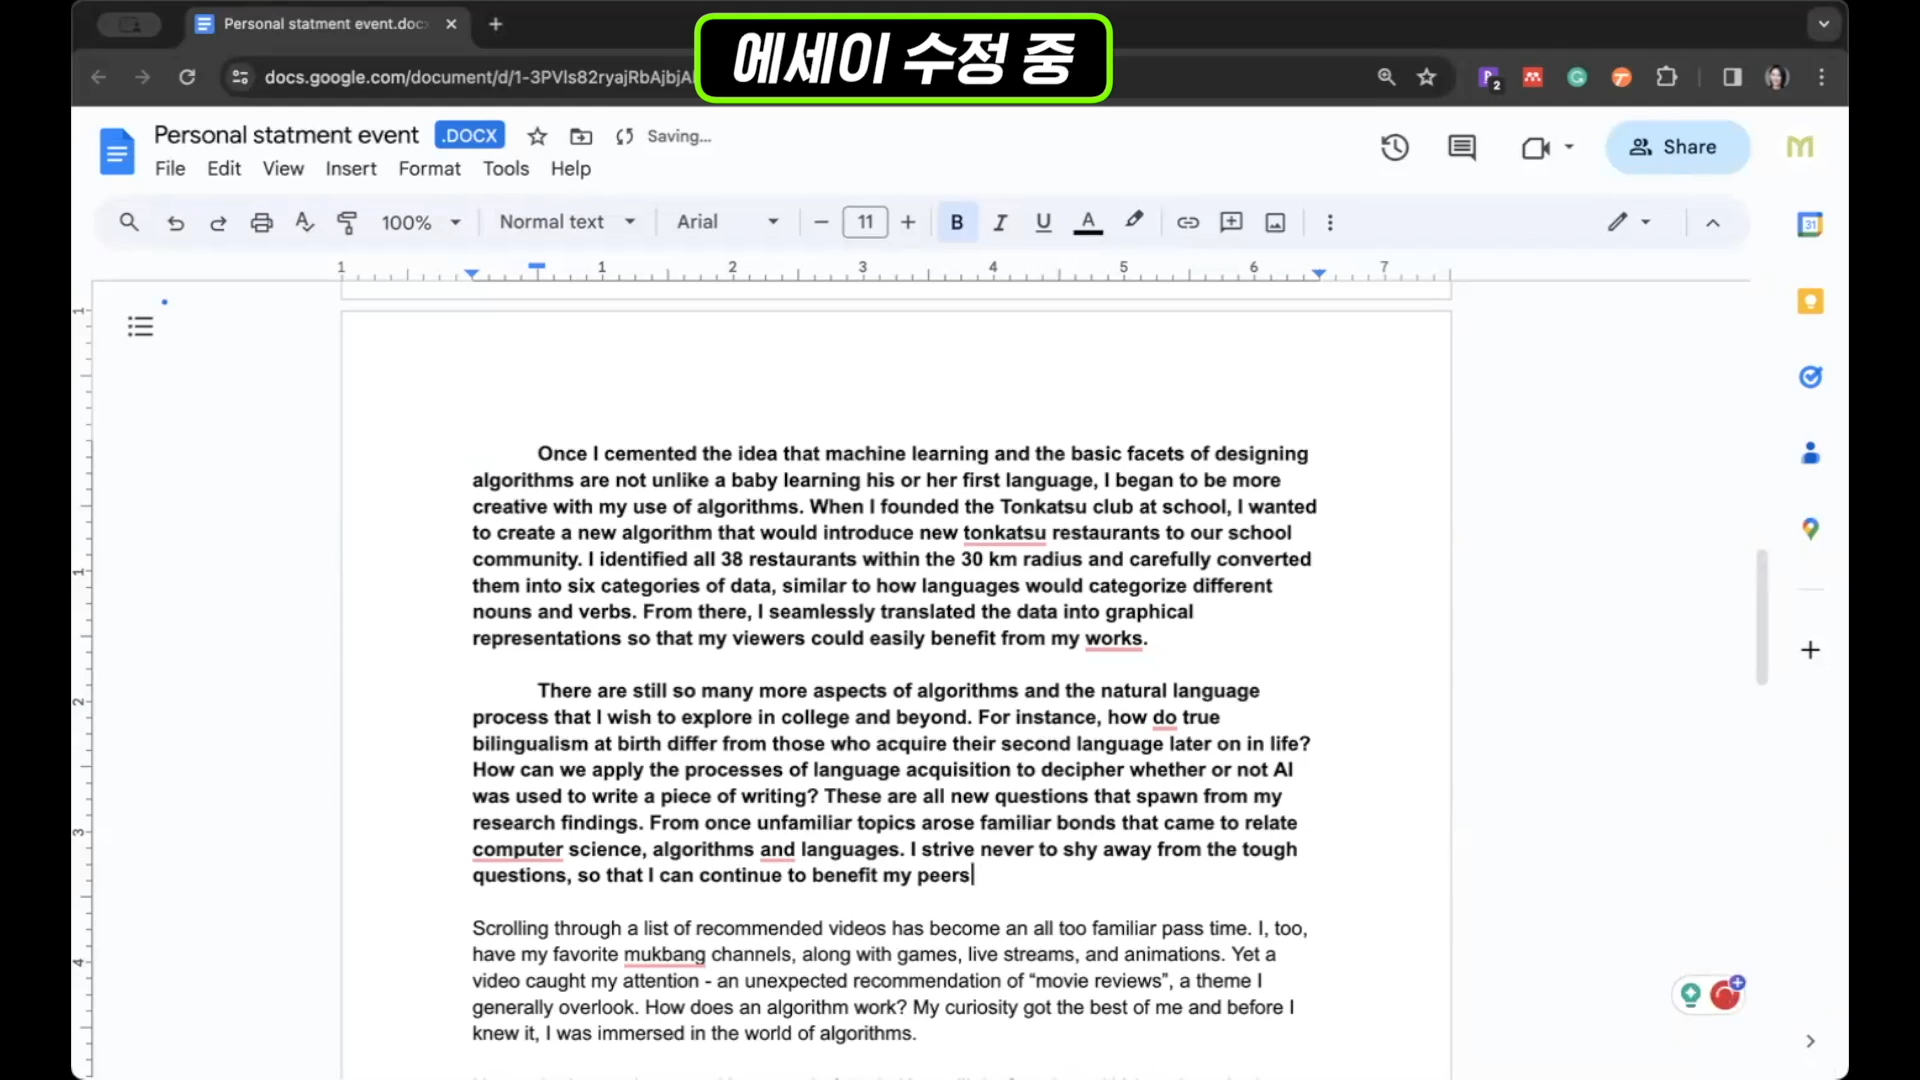 Personal statment event.doc
에세이 수정 중
docs.google.com/document/d/1-3PVls82ryajRbAjbjA
2
Personal statment event .DOCX Saving...
File Edit View Insert Format Tools Help
Share
100% Normal text Arial 11 B I U A
31
1 1 2 3 4 5 6 7
1
1
2
3
4
Once I cemented the idea that machine learning and the basic facets of designing
algorithms are not unlike a baby learning his or her first language, I began to be more
creative with my use of algorithms. When I founded the Tonkatsu club at school, I wanted
to create a new algorithm that would introduce new tonkatsu restaurants to our school
community. I identified all 38 restaurants within the 30 km radius and carefully converted
them into six categories of data, similar to how languages would categorize different
nouns and verbs. From there, I seamlessly translated the data into graphical
representations so that my viewers could easily benefit from my works.
There are still so many more aspects of algorithms and the natural language
process that I wish to explore in college and beyond. For instance, how do true
bilingualism at birth differ from those who acquire their second language later on in life?
How can we apply the processes of language acquisition to decipher whether or not AI
was used to write a piece of writing? These are all new questions that spawn from my
research findings. From once unfamiliar topics arose familiar bonds that came to relate
computer science, algorithms and languages. I strive never to shy away from the tough
questions, so that I can continue to benefit my peers
Scrolling through a list of recommended videos has become an all too familiar pass time. I, too,
have my favorite mukbang channels, along with games, live streams, and animations. Yet a
video caught my attention - an unexpected recommendation of “movie reviews”, a theme I
generally overlook. How does an algorithm work? My curiosity got the best of me and before I
knew it, I was immersed in the world of algorithms.